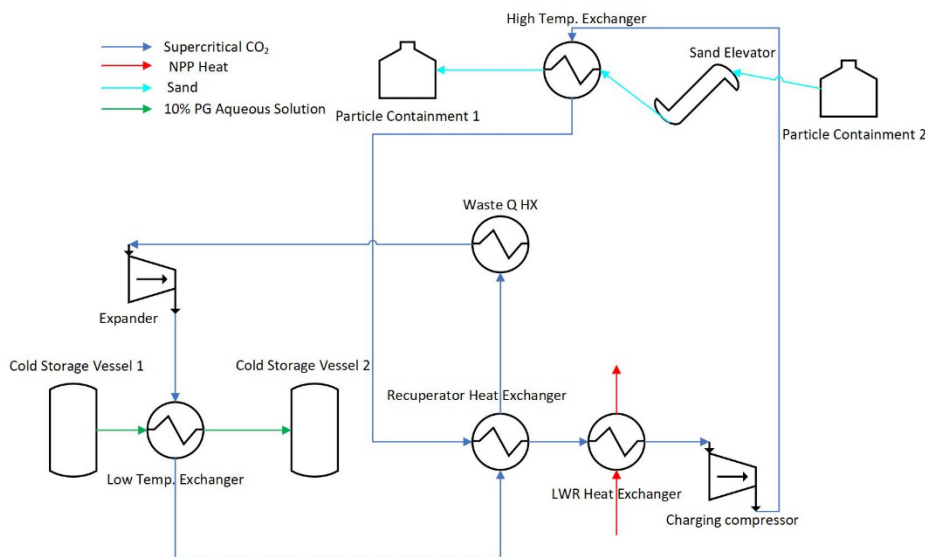 High Temp. Exchanger
Supercritical CO₂
NPP Heat
Sand
10% PG Aqueous Solution
Sand Elevator
Particle Containment 1
Particle Containment 2
Waste Q HX
Expander
Cold Storage Vessel 1
Cold Storage Vessel 2
Recuperator Heat Exchanger
Low Temp. Exchanger
LWR Heat Exchanger
Charging compressor